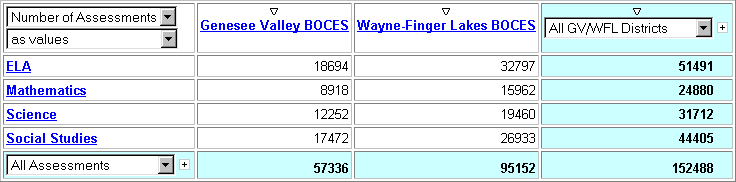 Number of Assessments
as values
Genesee Valley BOCES
Wayne-Finger Lakes BOCES
All GV/WFL Districts
ELA 18694 32797 51491
Mathematics 8918 15962 24880
Science 12252 19460 31712
Social Studies 17472 26933 44405
All Assessments 57336 95152 152488